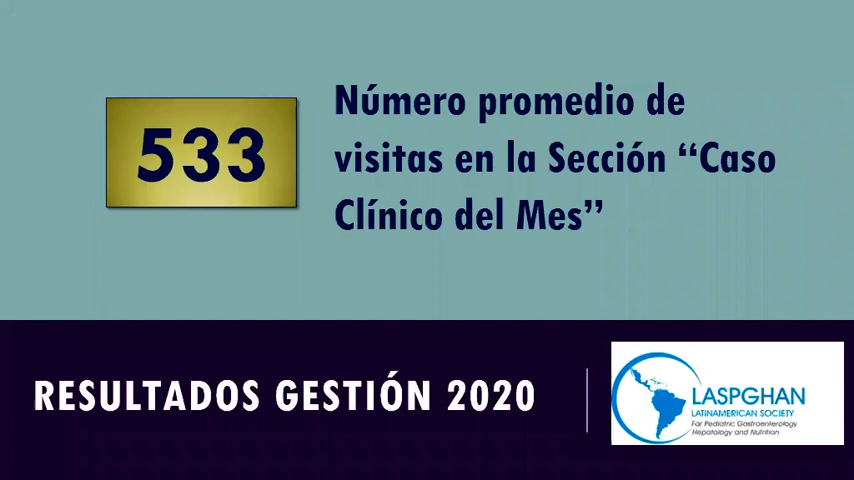 533
Número promedio de
visitas en la Sección “Caso
Clínico del Mes”
RESULTADOS GESTIÓN 2020
LASPGHAN
LATINAMERICAN SOCIETY
For Pediatric Gastroenterology
Hepatology and Nutrition